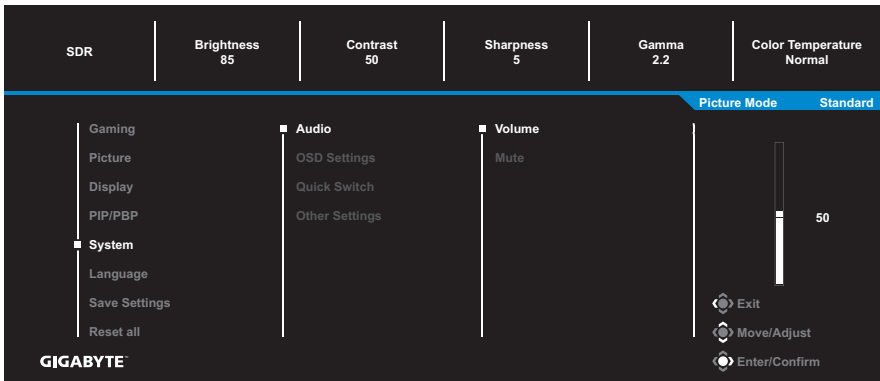 SDR
Brightness
85
Contrast
50
Sharpness
5
Gamma
2.2
Color Temperature
Normal
Picture Mode Standard
Gaming
Picture
Display
PIP/PBP
System
Language
Save Settings
Reset all
Audio
OSD Settings
Quick Switch
Other Settings
Volume
Mute
50
Exit
Move/Adjust
Enter/Confirm
GIGABYTE™